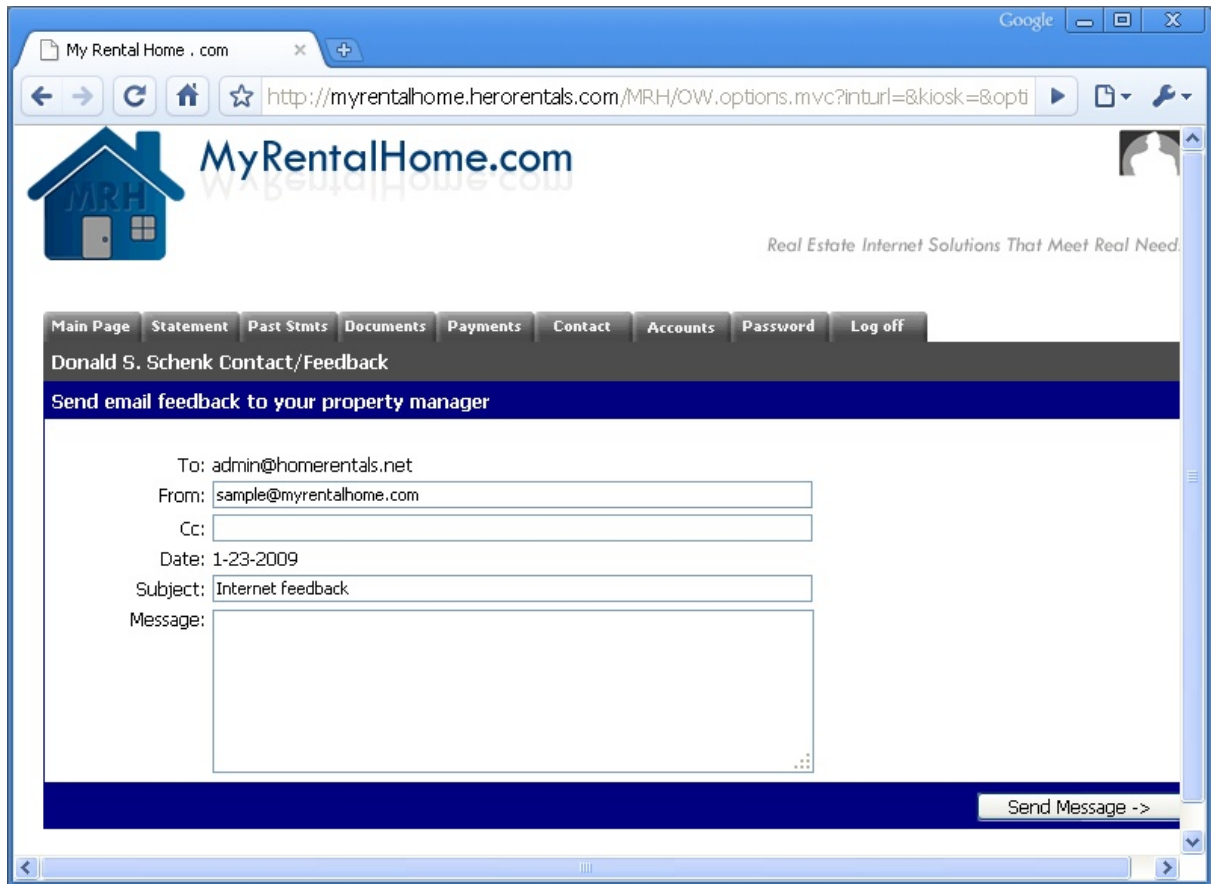 Google
My Rental Home . com
http://myrentalhome.herorentals.com/MRH/OW.options.mvc?inturl=&kiosk=&opti
MRH
MyRentalHome.com
Real Estate Internet Solutions That Meet Real Need
Main Page Statement Past Stmts Documents Payments Contact Accounts Password Log off
Donald S. Schenk Contact/Feedback
Send email feedback to your property manager
To: admin@homerentals.net
From: sample@myrentalhome.com
Cc:
Date: 1-23-2009
Subject: Internet feedback
Message:
Send Message ->